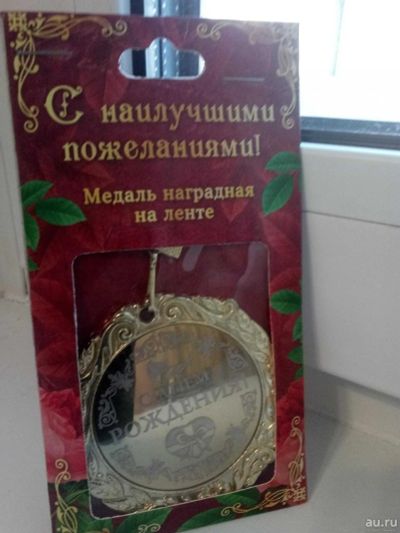 С наилучшими
пожеланиями!
Медаль наградная
на ленте
С ДНЕМ
РОЖДЕНИЯ!
au.ru